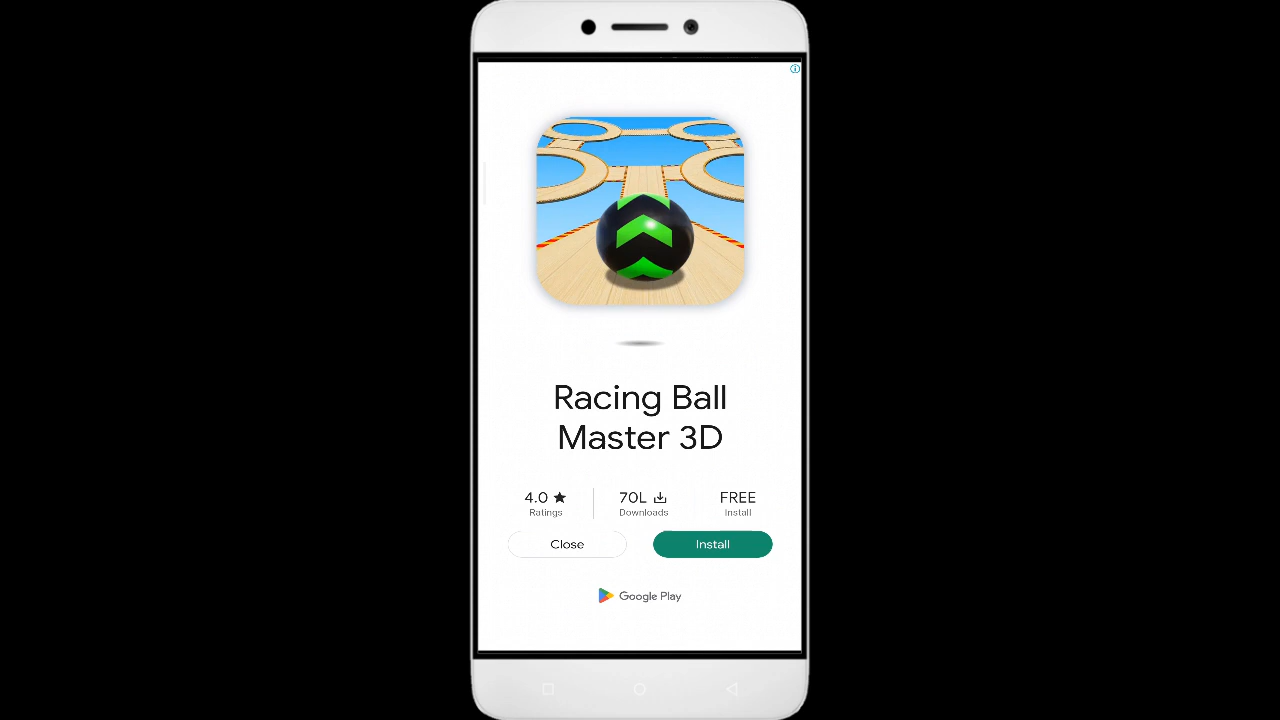 Racing Ball
Master 3D
4.0 70L FREE
Ratings Downloads Install
Close Install
Google Play